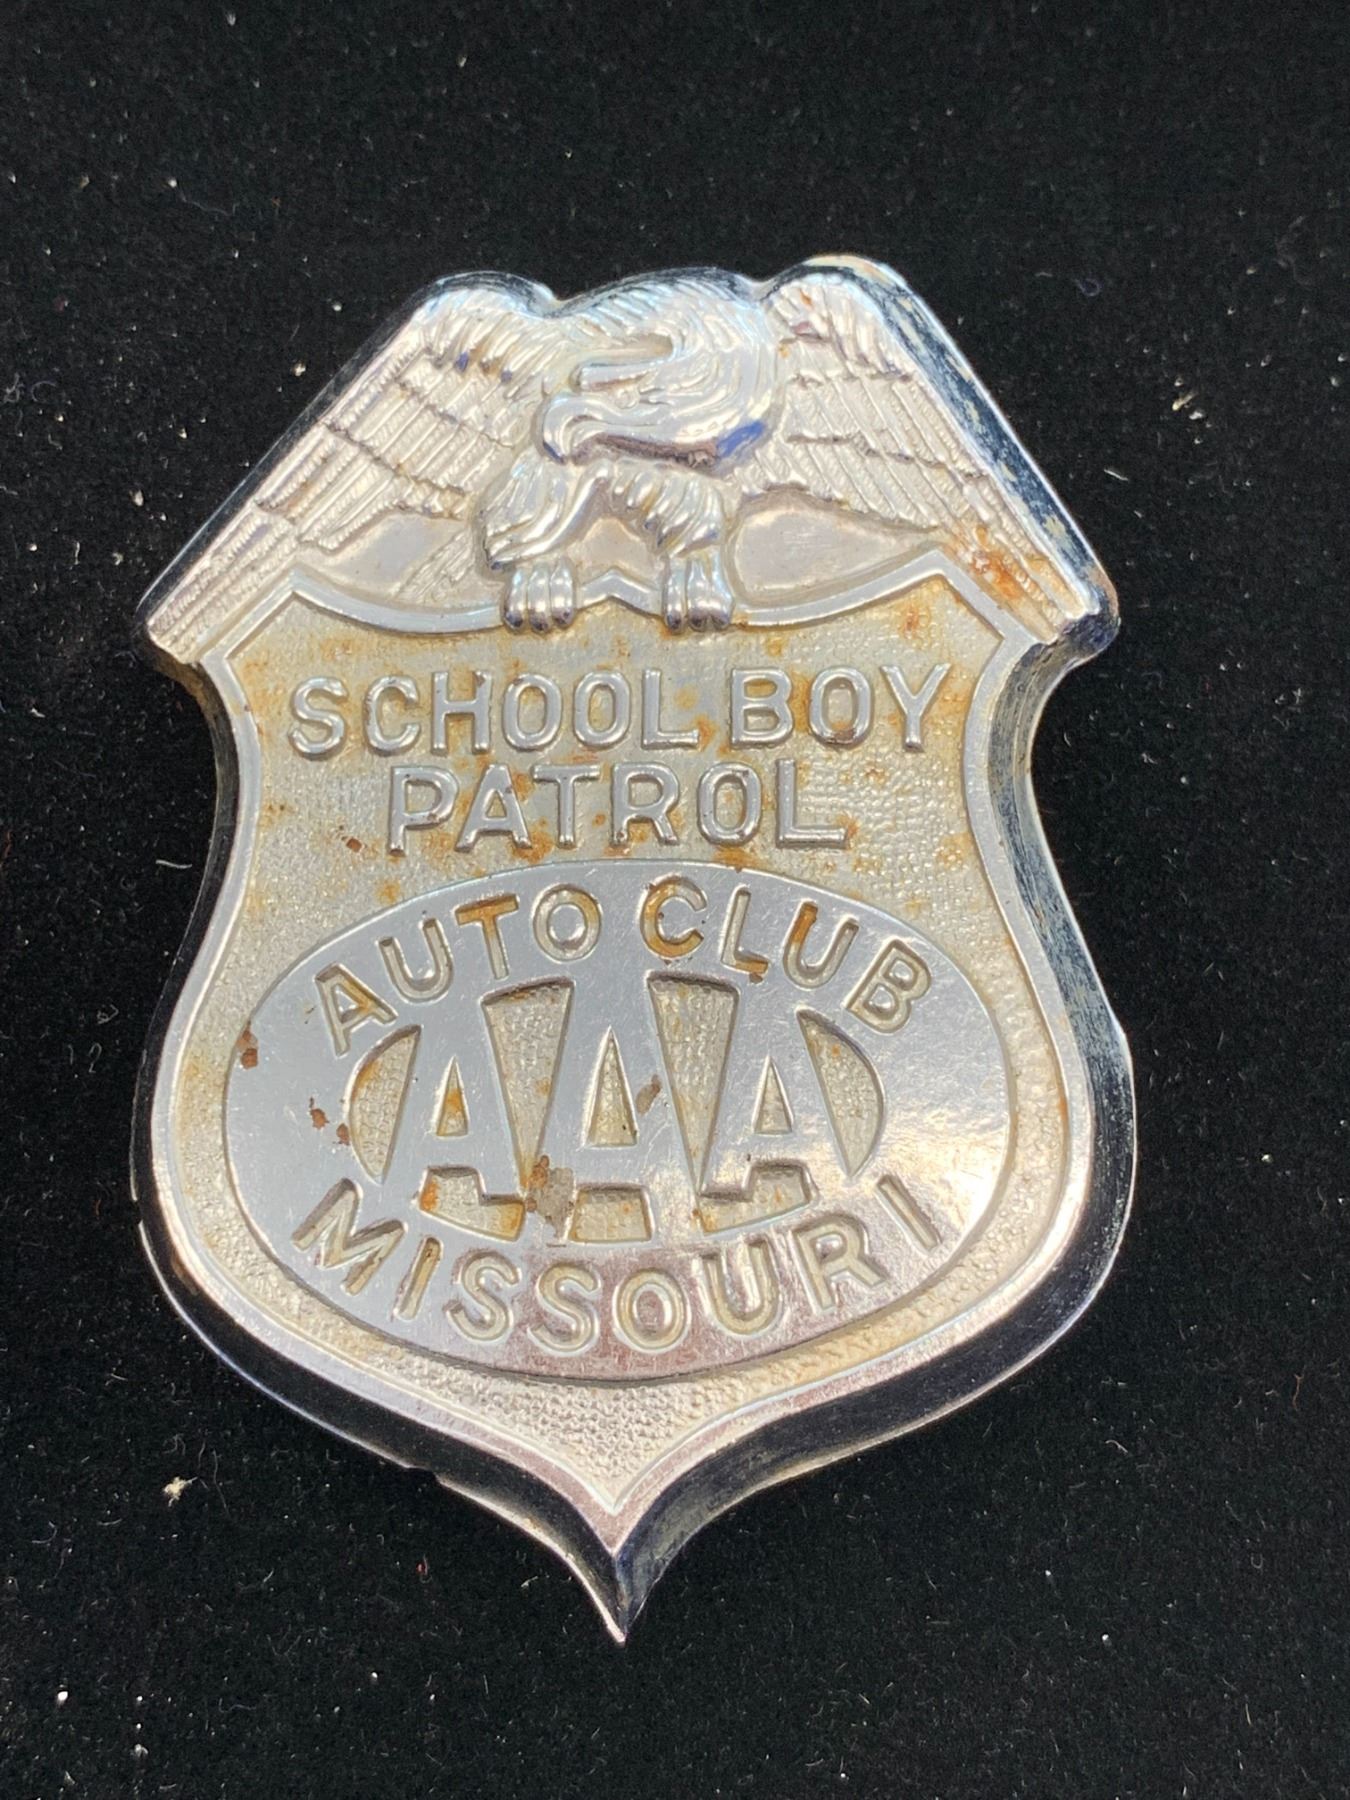 SCHOOL BOY
PATROL
AUTO CLUB
AAA
MISSOURI